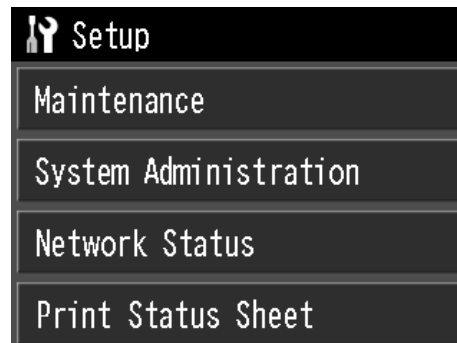 Setup
Maintenance
System Administration
Network Status
Print Status Sheet